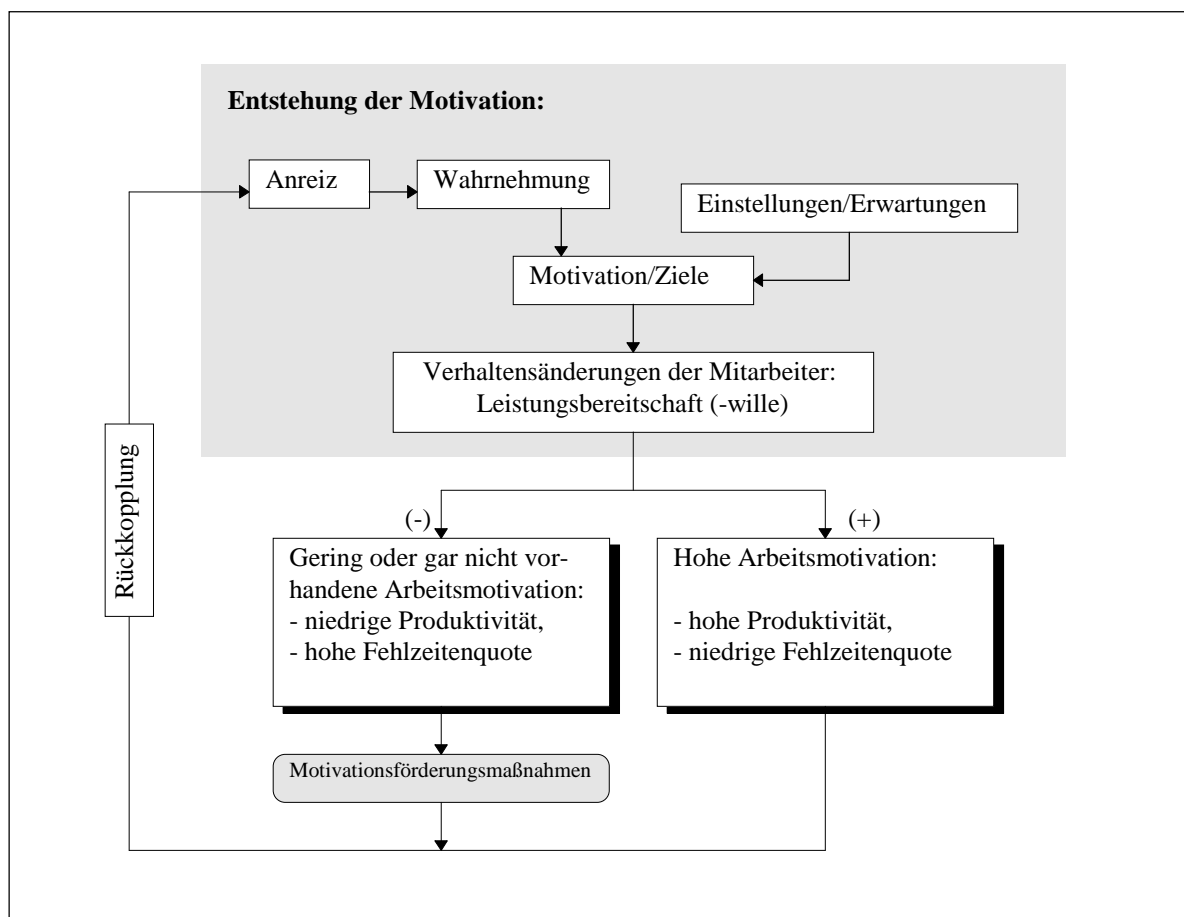 Entstehung der Motivation:
Anreiz
Wahrnehmung
Einstellungen/Erwartungen
Motivation/Ziele
Verhaltensänderungen der Mitarbeiter:
Leistungsbereitschaft (-wille)
Rückkopplung
(-)
(+)
Gering oder gar nicht vor-
handene Arbeitsmotivation:
- niedrige Produktivität,
- hohe Fehlzeitenquote
Hohe Arbeitsmotivation:
- hohe Produktivität,
- niedrige Fehlzeitenquote
Motivationsförderungsmaßnahmen